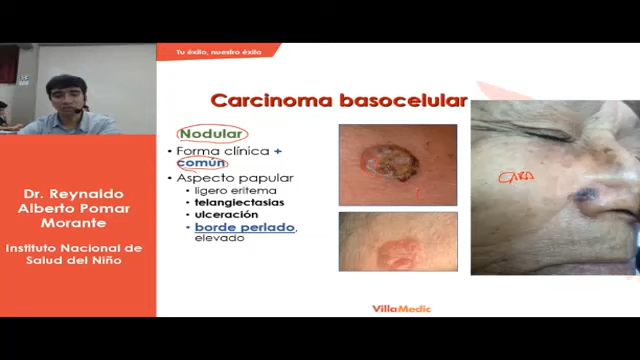 Tu éxito, nuestro éxito
Carcinoma basocelular
Nodular
• Forma clínica +
común
• Aspecto papular
• ligero eritema
• telangiectasias
• ulceración
• borde perlado,
elevado
CARA
Dr. Reynaldo
Alberto Pomar
Morante
Instituto Nacional de
Salud del Niño
VillaMedic